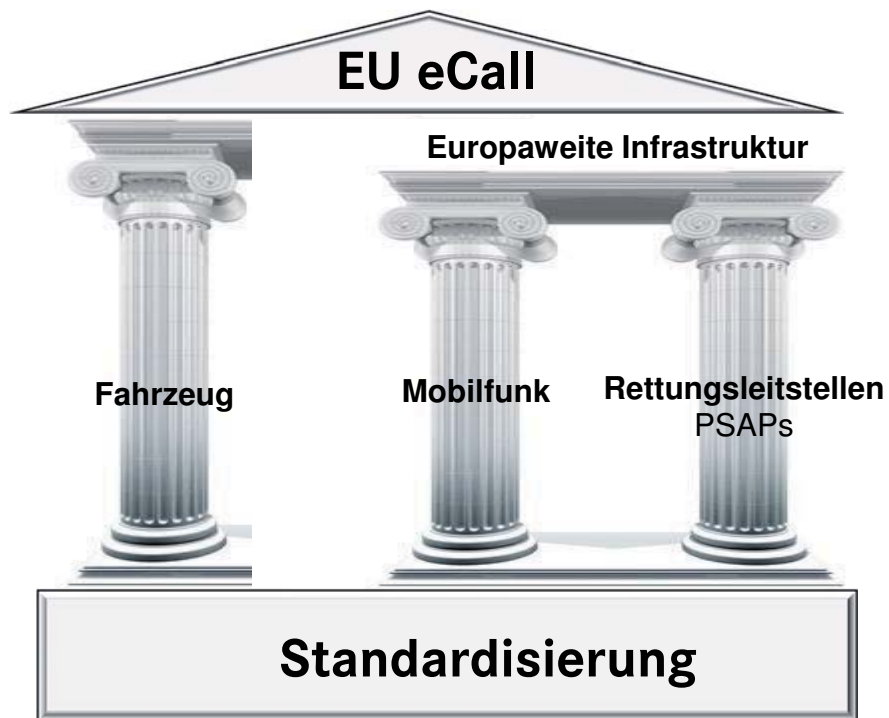 EU eCall
Europaweite Infrastruktur
Fahrzeug
Mobilfunk
Rettungsleitstellen
PSAPs
Standardisierung